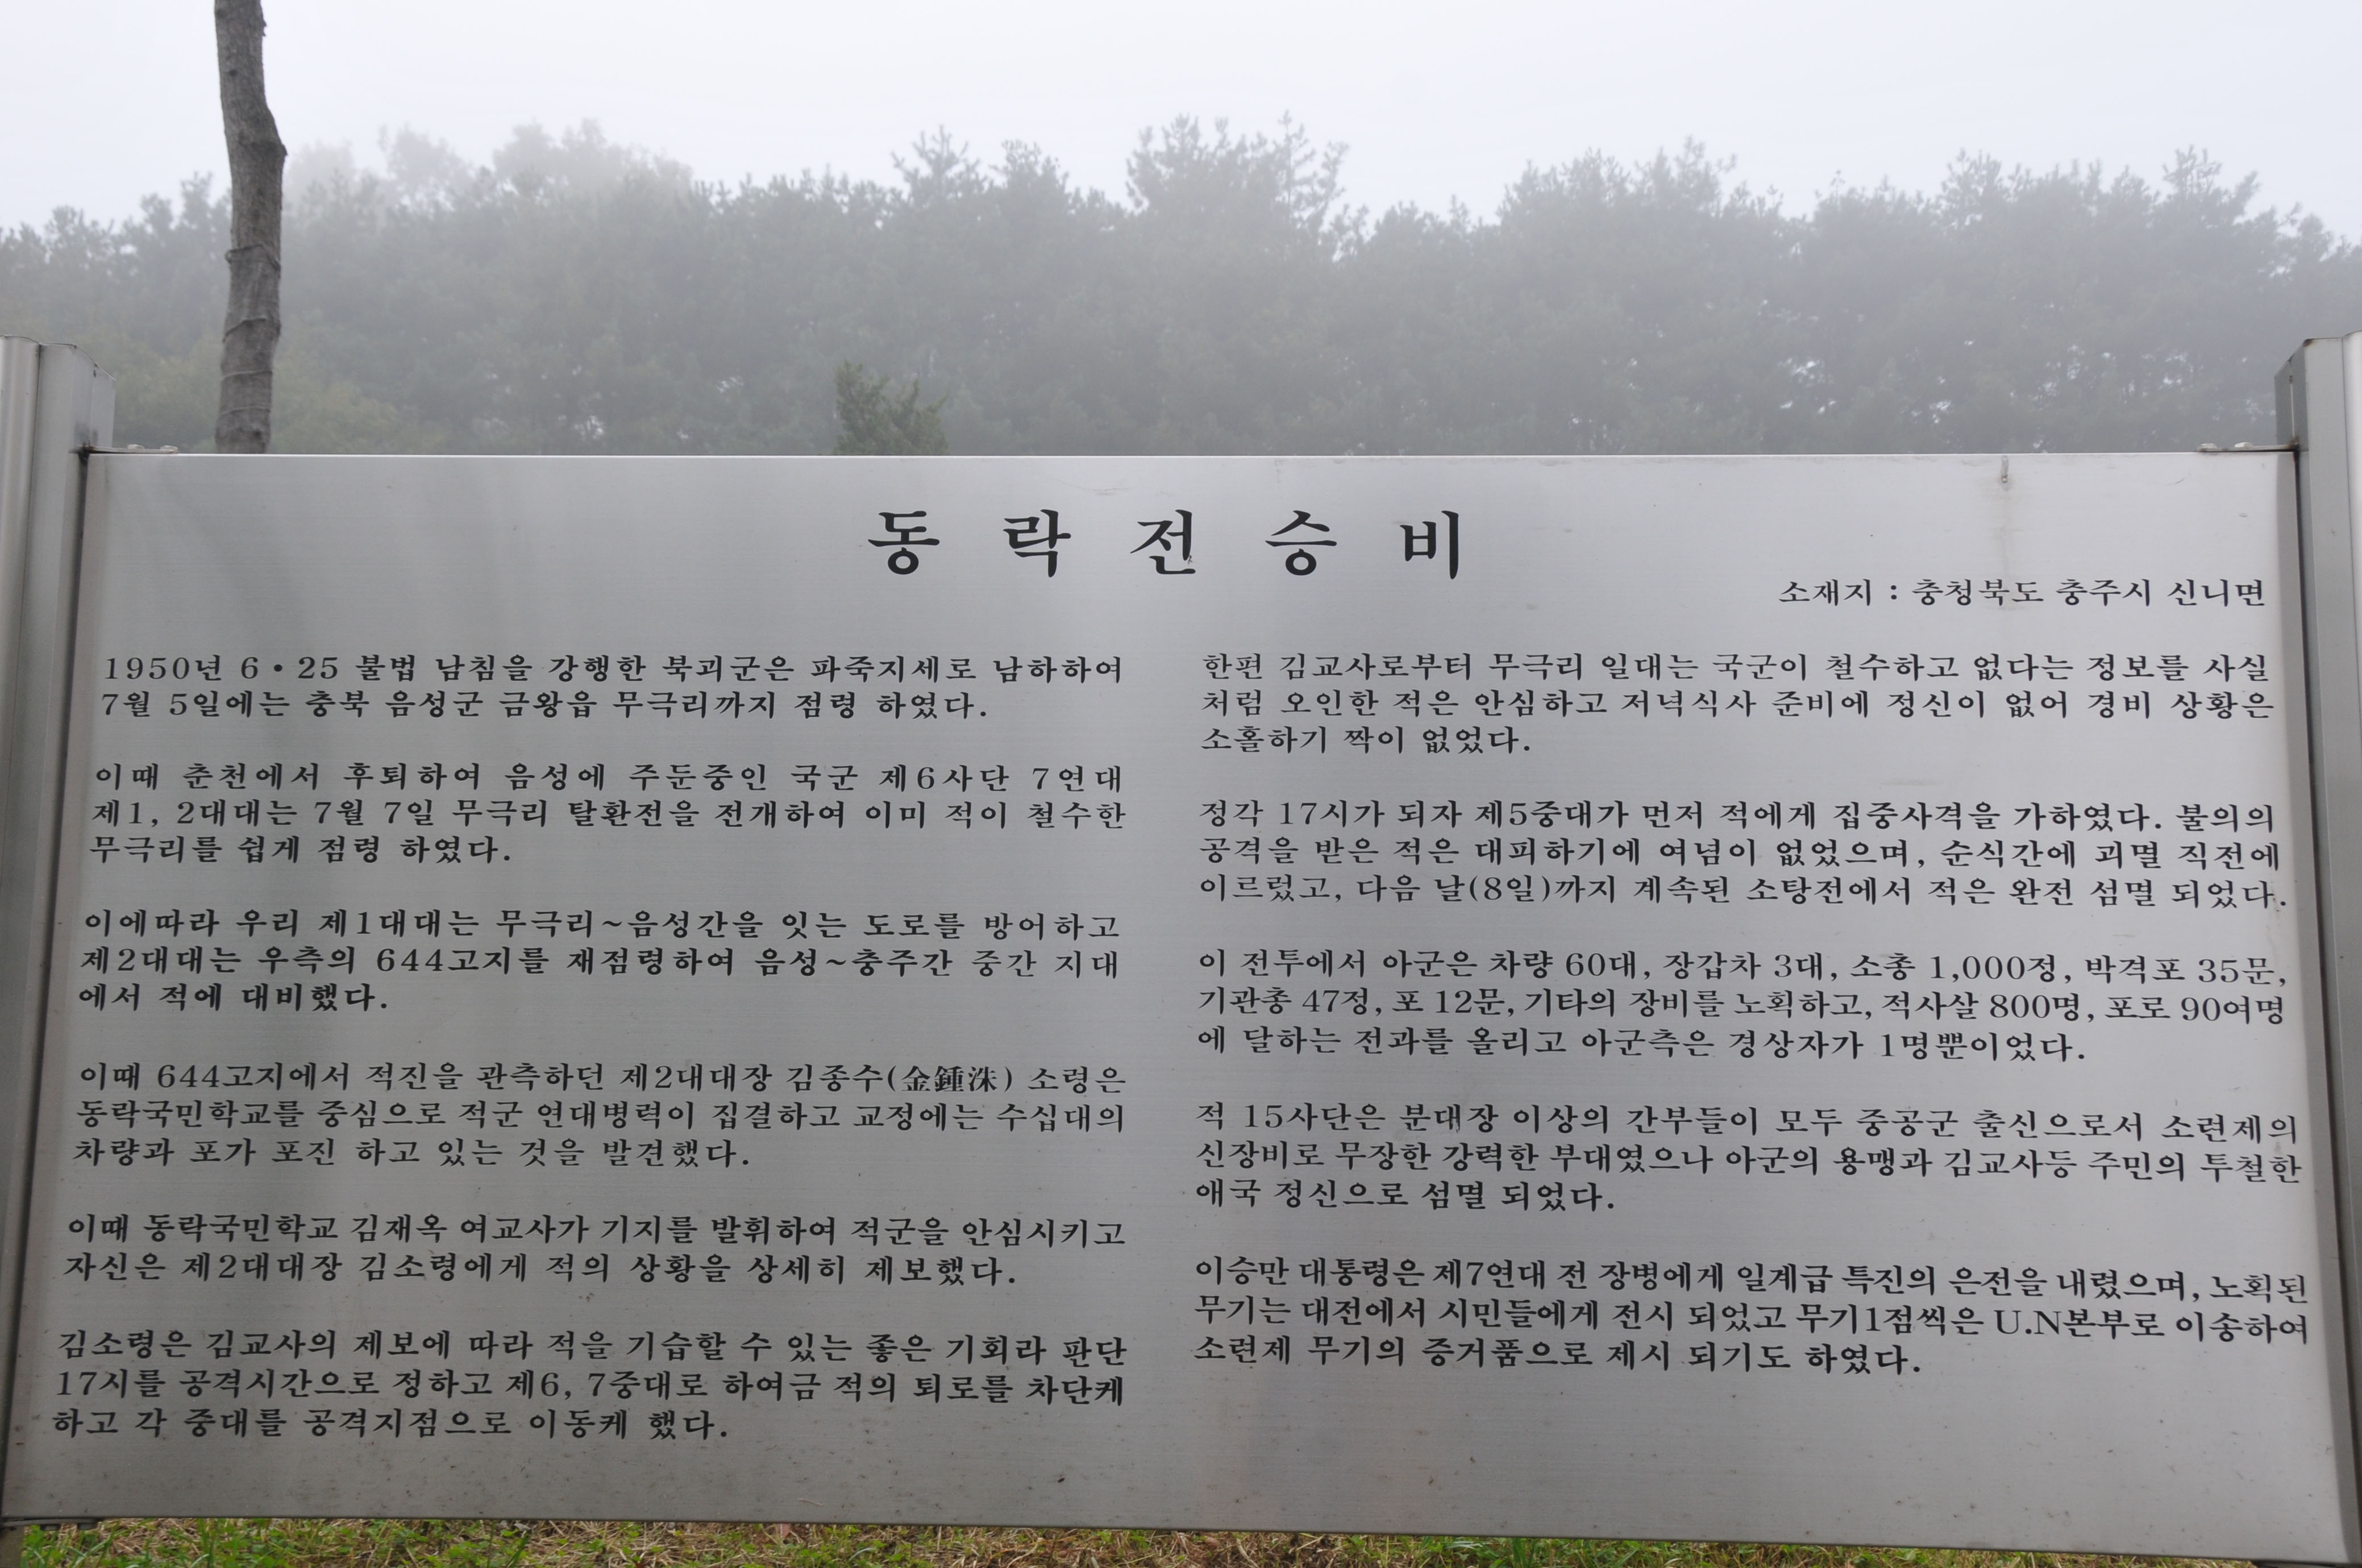 동락전승비
소재지 : 충청북도 충주시 신니면
1950년 6·25 불법 남침을 강행한 북괴군은 파죽지세로 남하하여
7월 5일에는 충북 음성군 금왕읍 무극리까지 점령 하였다.
이때 춘천에서 후퇴하여 음성에 주둔중인 국군 제6사단 7연대
제1, 2대대는 7월 7일 무극리 탈환전을 전개하여 이미 적이 철수한
무극리를 쉽게 점령 하였다.
이에따라 우리 제1대대는 무극리~음성간을 잇는 도로를 방어하고
제2대대는 우측의 644고지를 재점령하여 음성~충주간 중간 지대
에서 적에 대비했다.
이때 644고지에서 적진을 관측하던 제2대대장 김종수(金鍾洙) 소령은
동락국민학교를 중심으로 적군 연대병력이 집결하고 교정에는 수십대의
차량과 포가 포진 하고 있는 것을 발견했다.
이때 동락국민학교 김재옥 여교사가 기지를 발휘하여 적군을 안심시키고
자신은 제2대대장 김소령에게 적의 상황을 상세히 제보했다.
김소령은 김교사의 제보에 따라 적을 기습할 수 있는 좋은 기회라 판단
17시를 공격시간으로 정하고 제6, 7중대로 하여금 적의 퇴로를 차단케
하고 각 중대를 공격지점으로 이동케 했다.
한편 김교사로부터 무극리 일대는 국군이 철수하고 없다는 정보를 사실
처럼 오인한 적은 안심하고 저녁식사 준비에 정신이 없어 경비 상황은
소홀하기 짝이 없었다.
정각 17시가 되자 제5중대가 먼저 적에게 집중사격을 가하였다. 불의의
공격을 받은 적은 대피하기에 여념이 없었으며, 순식간에 괴멸 직전에
이르렀고, 다음 날(8일)까지 계속된 소탕전에서 적은 완전 섬멸 되었다.
이 전투에서 아군은 차량 60대, 장갑차 3대, 소총 1,000정, 박격포 35문,
기관총 47정, 포 12문, 기타의 장비를 노획하고, 적사살 800명, 포로 90여명
에 달하는 전과를 올리고 아군측은 경상자가 1명뿐이었다.
적 15사단은 분대장 이상의 간부들이 모두 중공군 출신으로서 소련제의
신장비로 무장한 강력한 부대였으나 아군의 용맹과 김교사등 주민의 투철한
애국 정신으로 섬멸 되었다.
이승만 대통령은 제7연대 전 장병에게 일계급 특진의 은전을 내렸으며, 노획된
무기는 대전에서 시민들에게 전시 되었고 무기1점씩은 U.N본부로 이송하여
소련제 무기의 증거품으로 제시 되기도 하였다.